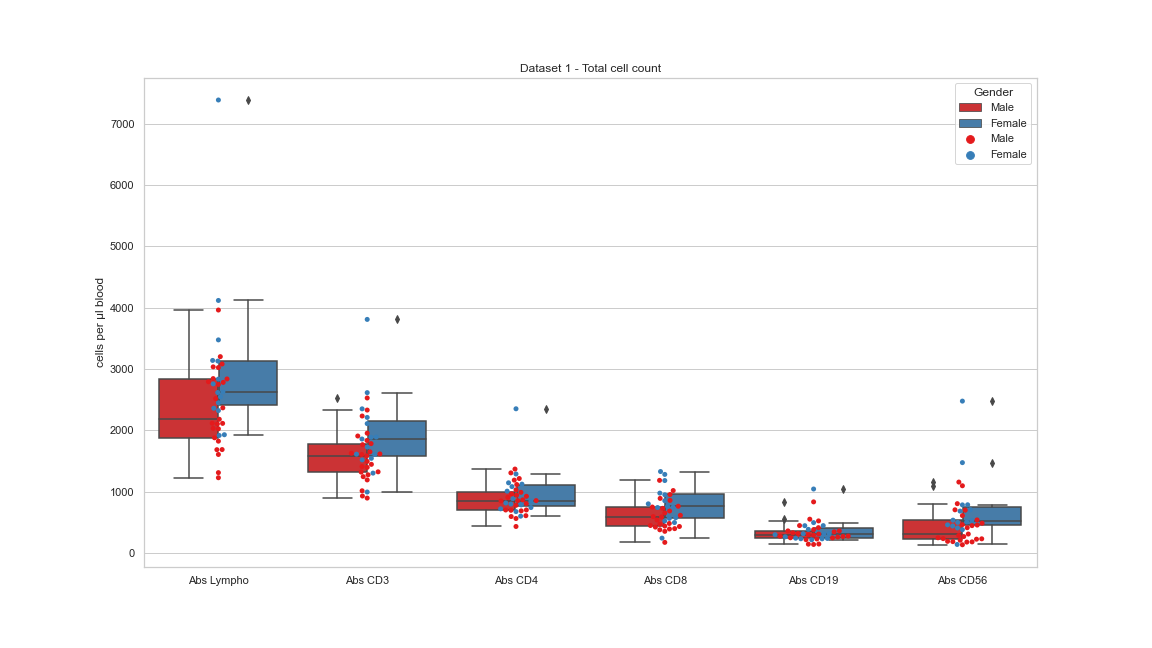 Dataset 1 - Total cell count
Gender
Male
Female
Male
Female
cells per µl blood
7000
6000
5000
4000
3000
2000
1000
0
Abs Lympho Abs CD3 Abs CD4 Abs CD8 Abs CD19 Abs CD56